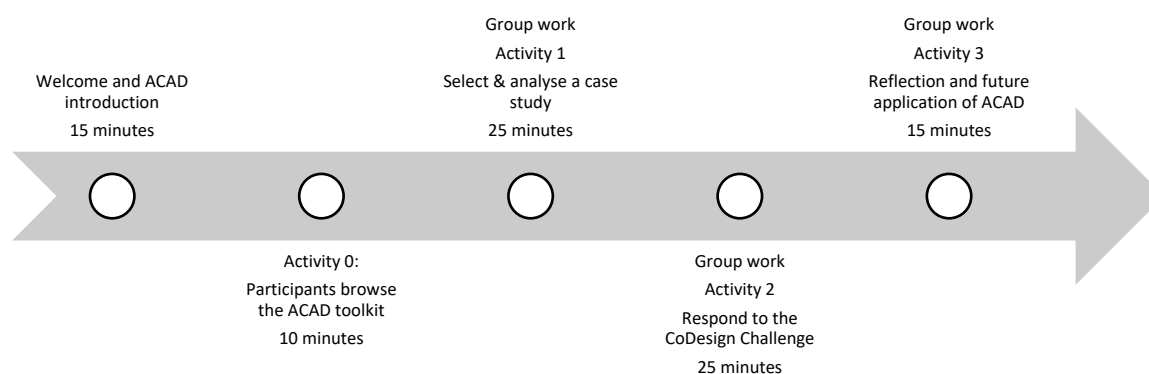 Welcome and ACAD
introduction
15 minutes
Activity 0:
Participants browse
the ACAD toolkit
10 minutes
Group work
Activity 1
Select & analyse a case
study
25 minutes
Group work
Activity 2
Respond to the
CoDesign Challenge
25 minutes
Group work
Activity 3
Reflection and future
application of ACAD
15 minutes